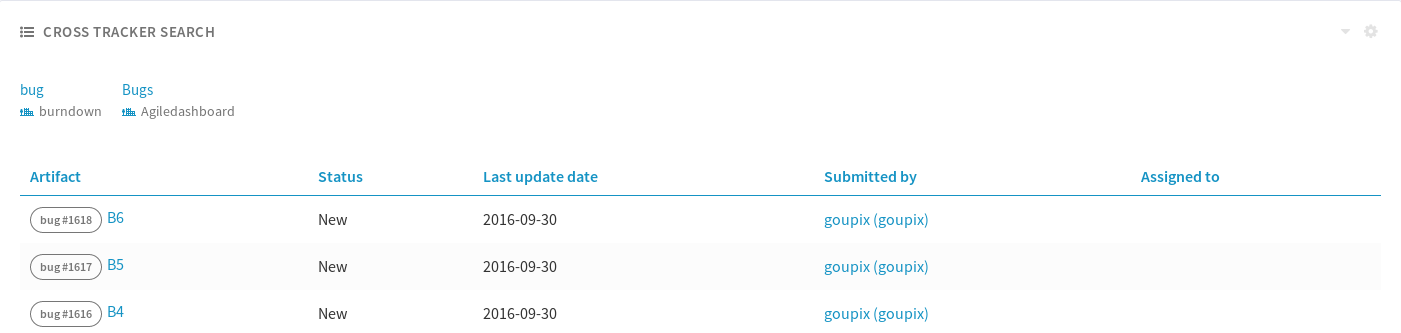 CROSS TRACKER SEARCH
bug Bugs
burndown Agiledashboard
Artifact Status Last update date Submitted by Assigned to
bug #1618 B6 New 2016-09-30 goupix (goupix)
bug #1617 B5 New 2016-09-30 goupix (goupix)
bug #1616 B4 New 2016-09-30 goupix (goupix)